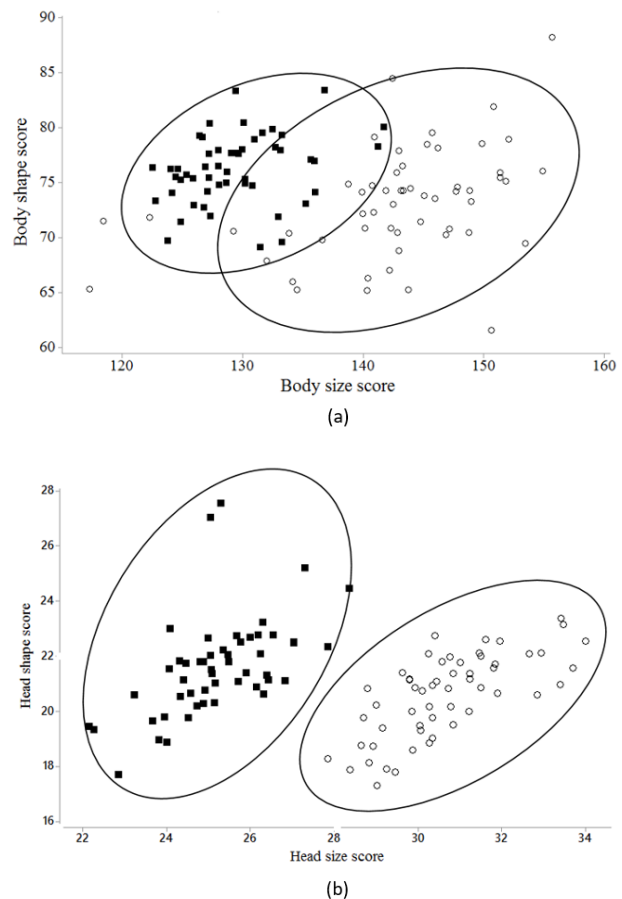 90
85
80
75
70
65
60
Body shape score
120 130 140 150 160
Body size score
(a)
28
26
24
22
20
18
16
Head shape score
22 24 26 28 30 32 34
Head size score
(b)